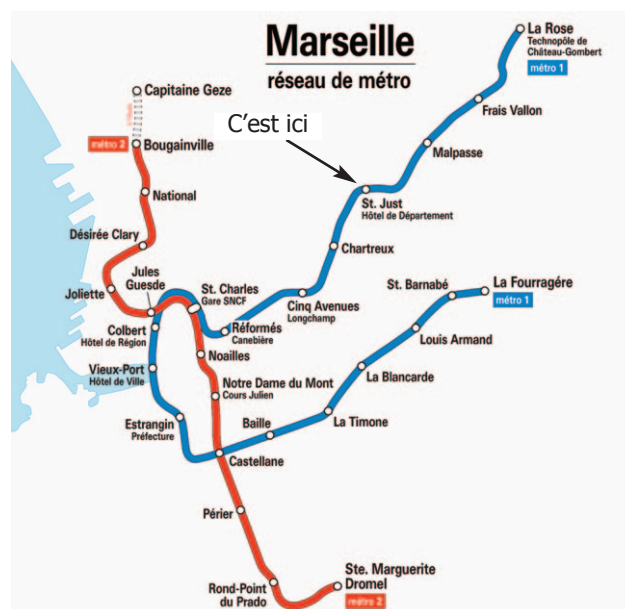 Marseille
réseau de métro
La Rose
Technopôle de
Château-Gombert
métro 1
Capitaine Geze
Frais Vallon
C'est ici
métro 2
Bougainville
Malpasse
National
St. Just
Hôtel de Département
Désirée Clary
Chartreux
Jules
Guesde
Joliette
St. Charles
Gare SNCF
Cinq Avenues
Longchamp
St. Barnabé
La Fourragére
métro 1
Colbert
Hôtel de Région
Réformés
Canebière
Louis Armand
Noailles
Vieux-Port
Hôtel de Ville
La Blancarde
Notre Dame du Mont
Cours Julien
Estrangin
Préfecture
Baille
La Timone
Castellane
Périer
Rond-Point
du Prado
Ste. Marguerite
Dromel
métro 2